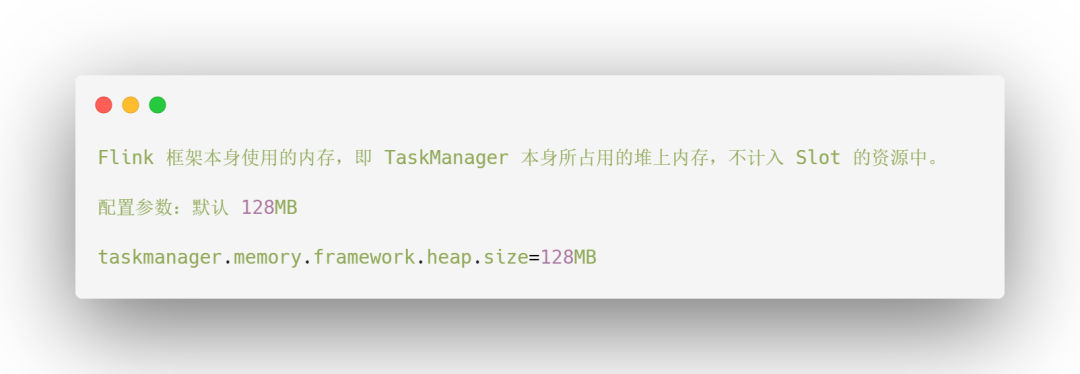 Flink 框架本身使用的内存，即 TaskManager 本身所占用的堆上内存，不计入 Slot 的资源中。
配置参数：默认 128MB
taskmanager.memory.framework.heap.size=128MB